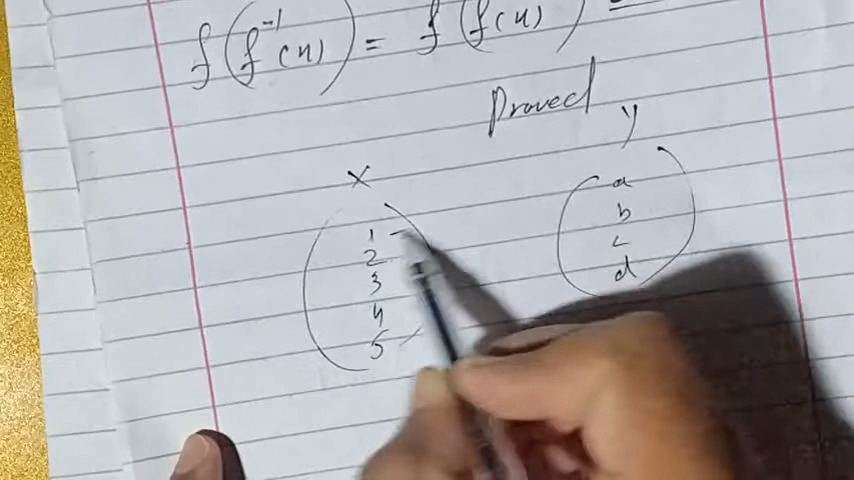 f(f⁻¹(x)) = f(f(x))
Proved
X Y
1 a
2 b
3 c
4 d
5